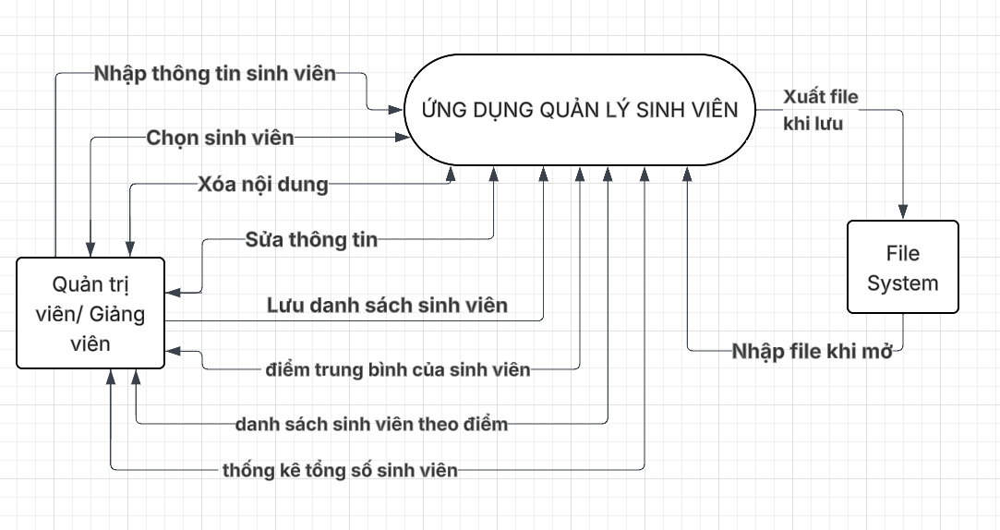 Nhập thông tin sinh viên
ỨNG DỤNG QUẢN LÝ SINH VIÊN
Xuất file
khi lưu
Chọn sinh viên
Xóa nội dung
Sửa thông tin
File
System
Quản trị
viên/ Giảng
viên
Lưu danh sách sinh viên
Nhập file khi mở
điểm trung bình của sinh viên
danh sách sinh viên theo điểm
thống kê tổng số sinh viên